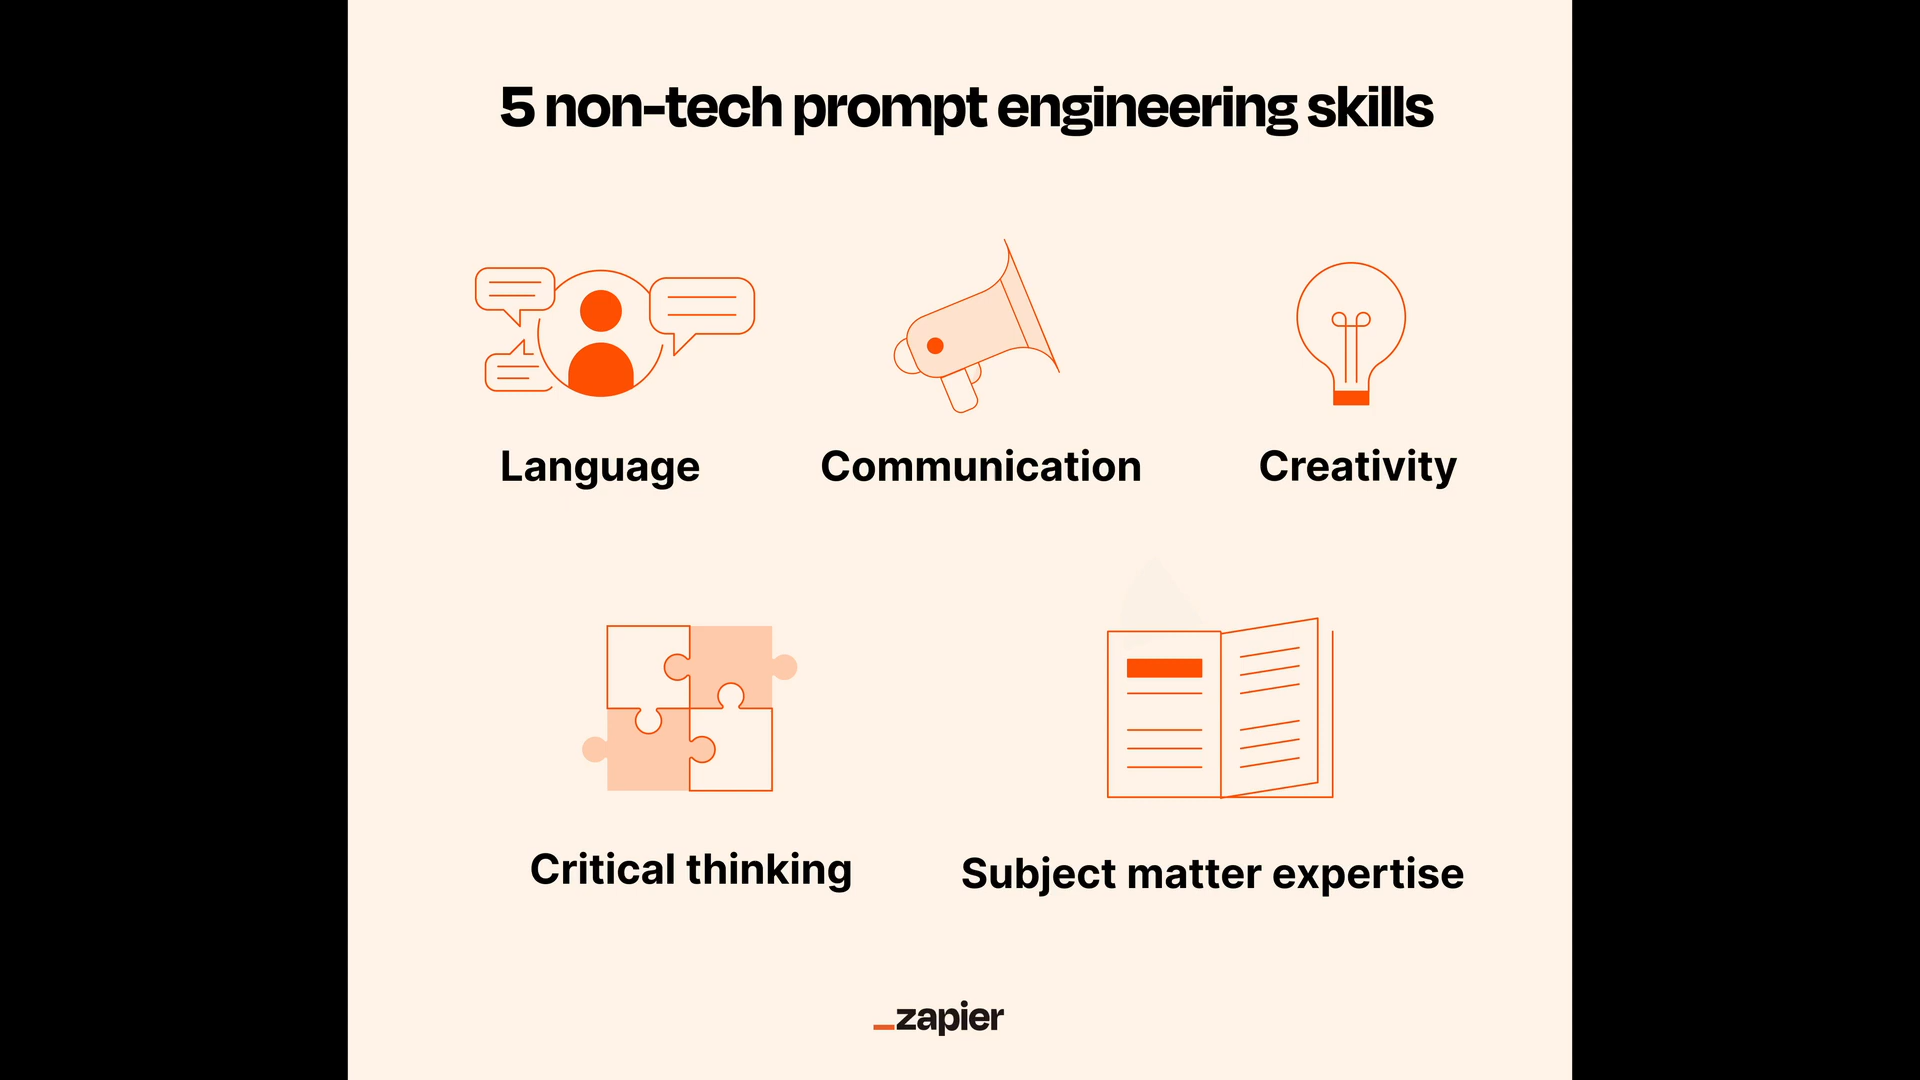 5 non-tech prompt engineering skills
Language
Communication
Creativity
Critical thinking
Subject matter expertise
_zapier